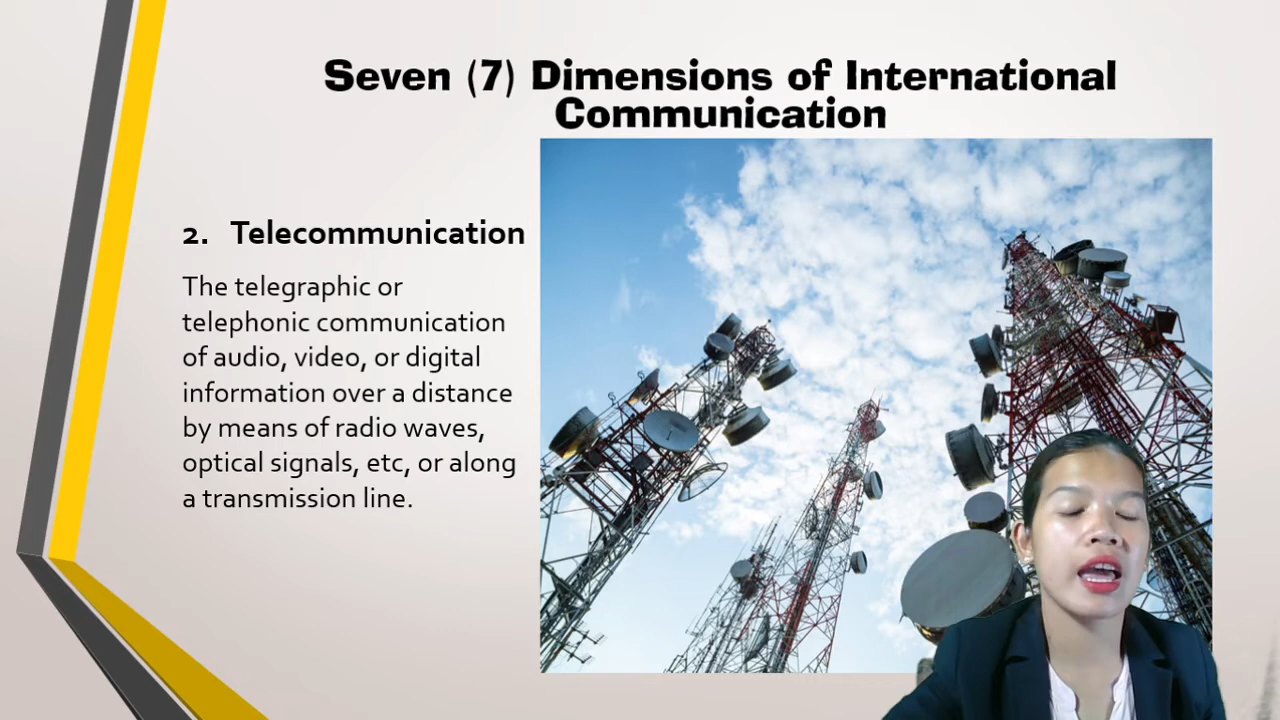 Seven (7) Dimensions of International
Communication
2. Telecommunication
The telegraphic or
telephonic communication
of audio, video, or digital
information over a distance
by means of radio waves,
optical signals, etc, or along
a transmission line.